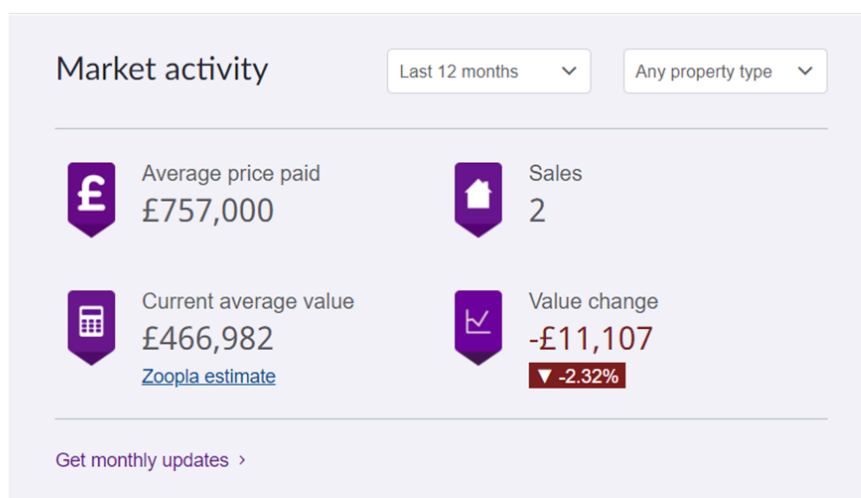 Market activity
Last 12 months
Any property type
£
Average price paid
£757,000
Sales
2
Current average value
£466,982
Zoopla estimate
Value change
-£11,107
▼ -2.32%
Get monthly updates >